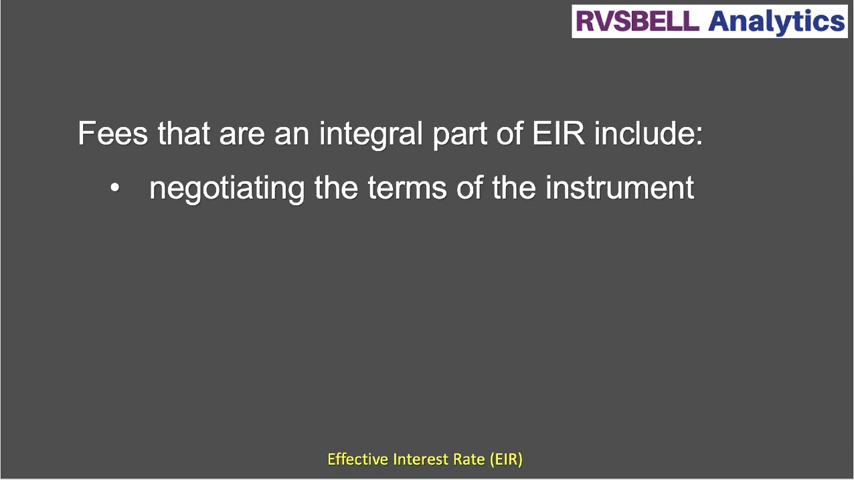 RVSBELL Analytics
Fees that are an integral part of EIR include:
• negotiating the terms of the instrument
Effective Interest Rate (EIR)